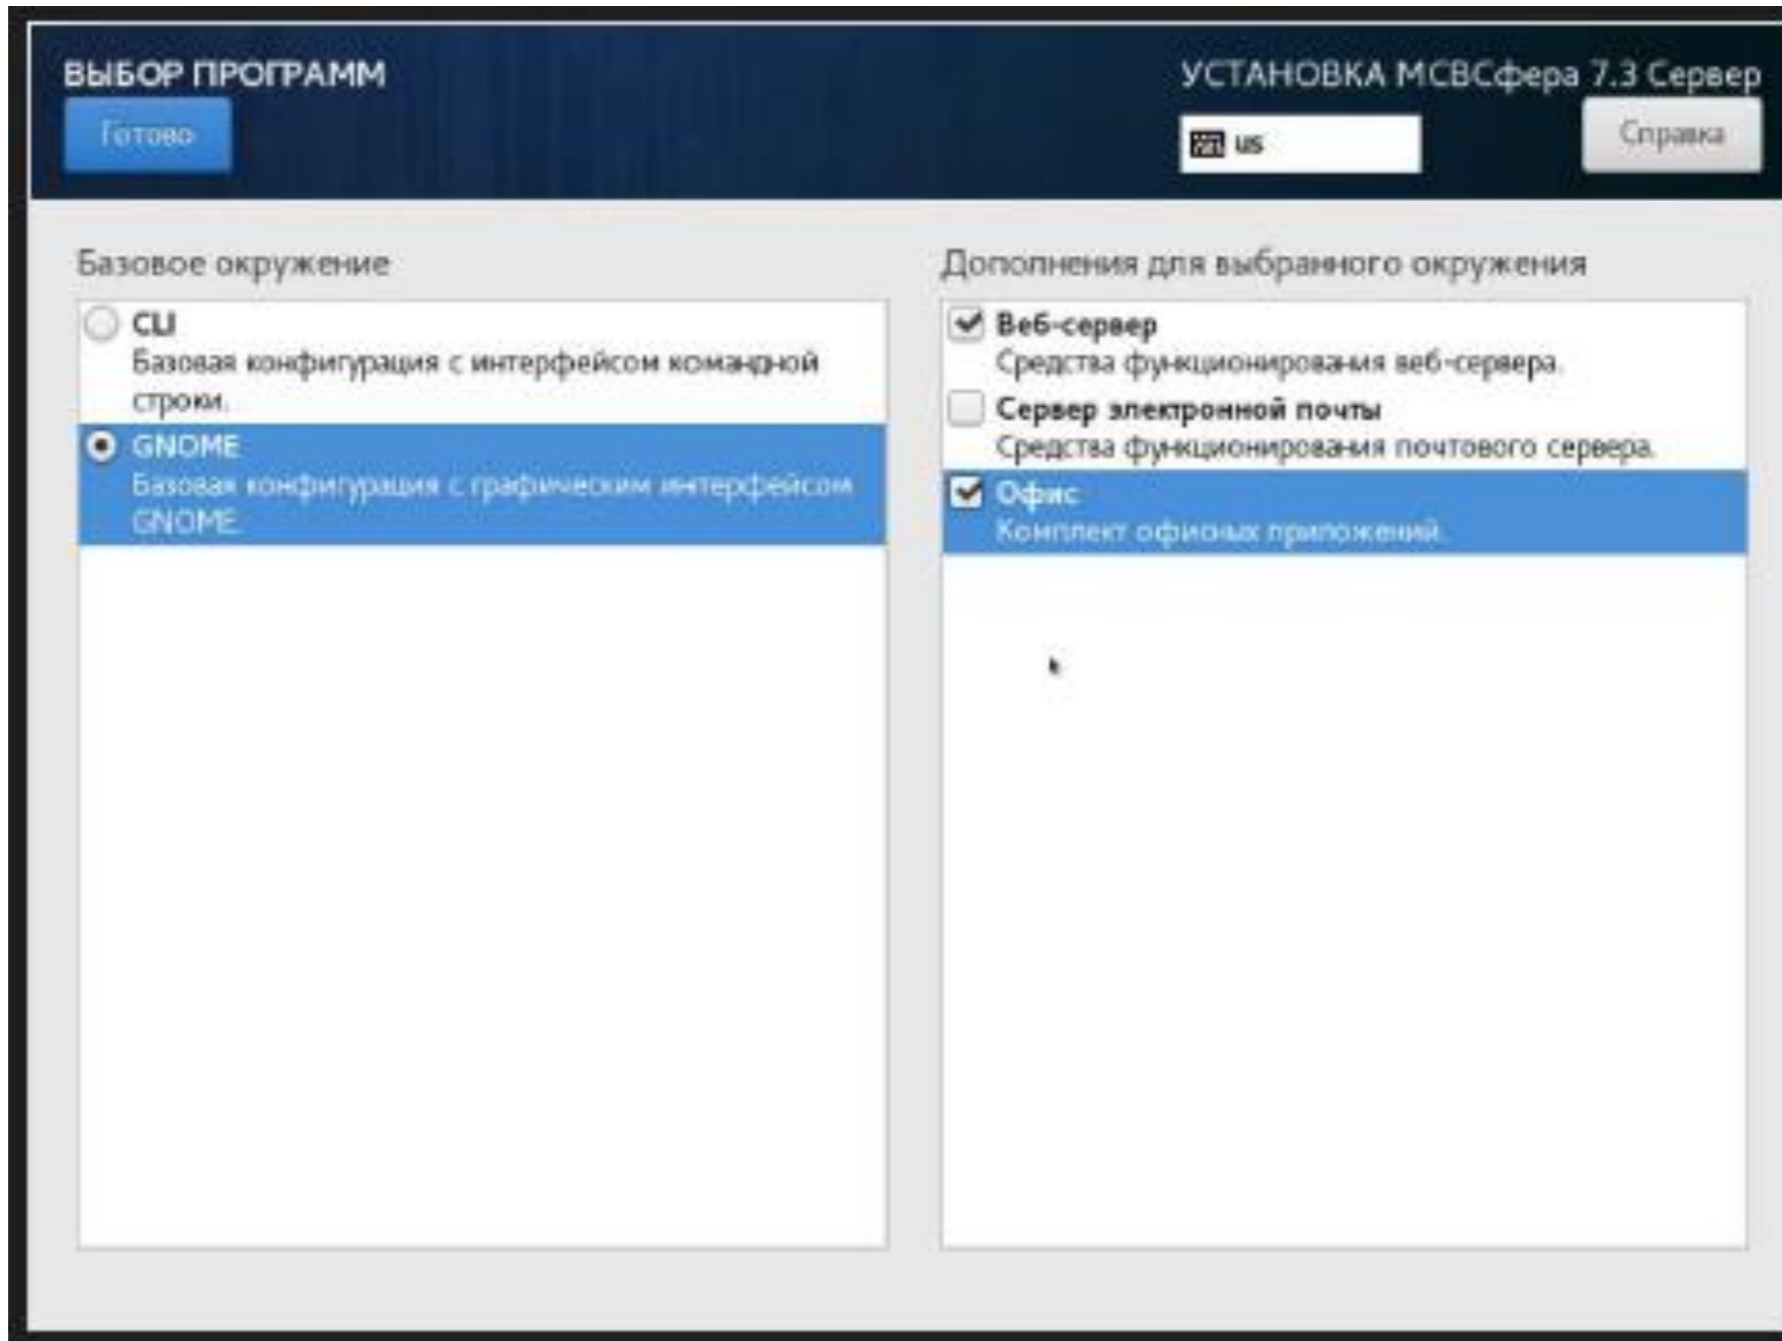 ВЫБОР ПРОГРАММ
УСТАНОВКА МСВСфера 7.3 Сервер
Готово
us
Справка
Базовое окружение
CLI
Базовая конфигурация с интерфейсом командной
строки.
GNOME
Базовая конфигурация с графическим интерфейсом
GNOME.
Дополнения для выбранного окружения
Веб-сервер
Средства функционирования веб-сервера.
Сервер электронной почты
Средства функционирования почтового сервера.
Офис
Комплект офисных приложений.